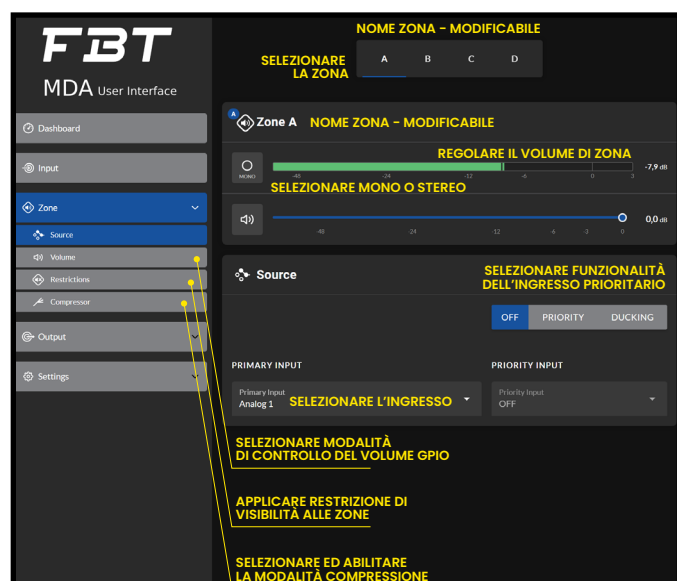 FBT
MDA User Interface
Dashboard
Input
Zone
Source
Volume
Restrictions
Compressor
Output
Settings
NOME ZONA - MODIFICABILE
SELEZIONARE
LA ZONA
A B C D
A
Zone A NOME ZONA - MODIFICABILE
REGOLARE IL VOLUME DI ZONA
MONO
-48 -24 -12 -6 0 3
-7,9 dB
SELEZIONARE MONO O STEREO
0,0 dB
-48 -24 -12 -6 -3 0
Source
SELEZIONARE FUNZIONALITÀ
DELL'INGRESSO PRIORITARIO
OFF PRIORITY DUCKING
PRIMARY INPUT PRIORITY INPUT
Primary Input
Analog 1 SELEZIONARE L'INGRESSO
Priority Input
OFF
SELEZIONARE MODALITÀ
DI CONTROLLO DEL VOLUME GPIO
APPLICARE RESTRIZIONE DI
VISIBILITÀ ALLE ZONE
SELEZIONARE ED ABILITARE
LA MODALITÀ COMPRESSIONE